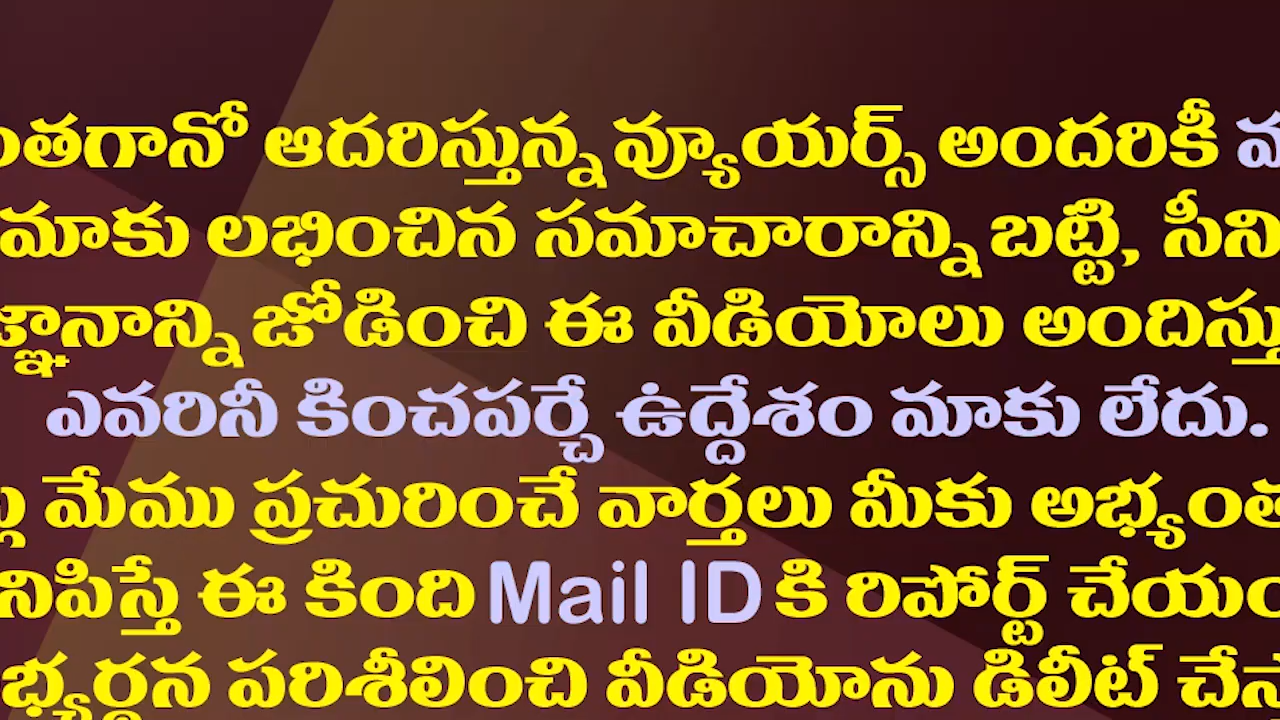 ంతగానో ఆదరిస్తున్న వ్యూయర్స్ అందరికీ
మాకు లభించిన సమాచారాన్ని బట్టి, సీని
జ్ఞానాన్ని జోడించి ఈ వీడియోలు అందిస్తు
ఎవరినీ కించపర్చే ఉద్దేశం మాకు లేదు.
మేము ప్రచురించే వార్తలు మీకు అభ్యంత
నిపిస్తే ఈ కింది Mail ID కి రిపోర్ట్ చేయం
భ్యర్థన పరిశీలించి వీడియోను డిలీట్ చేస